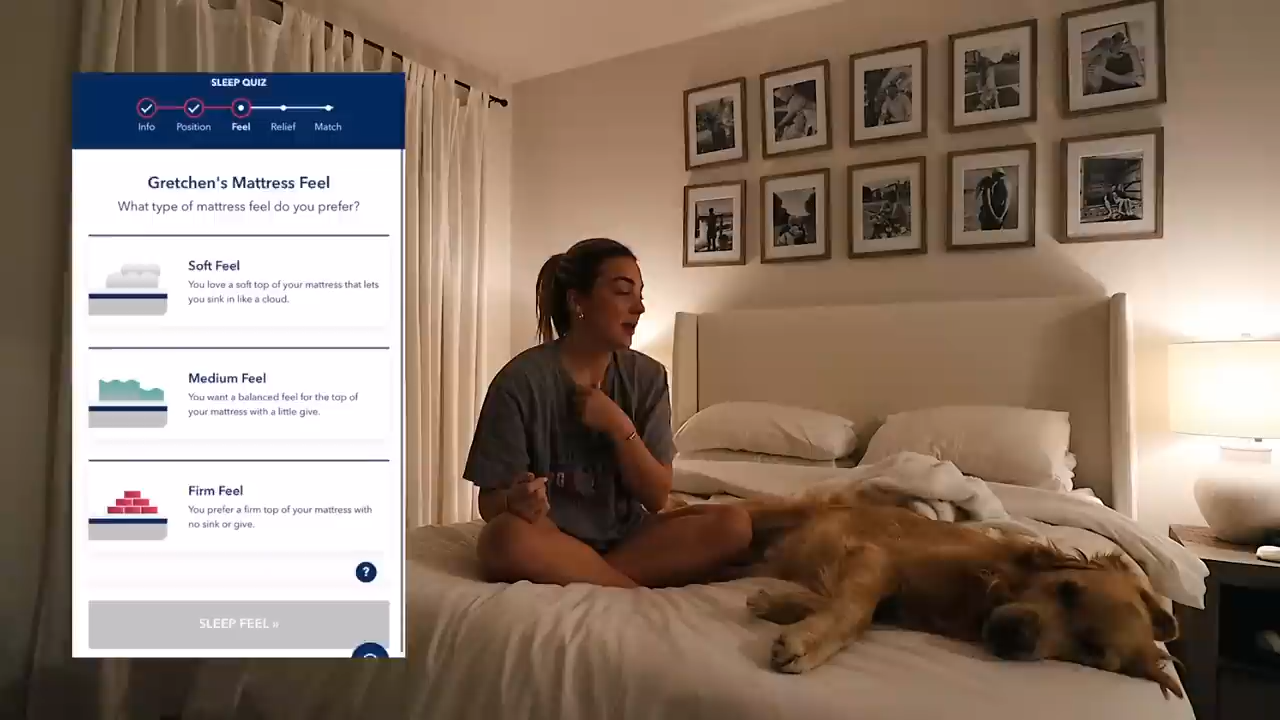 SLEEP QUIZ
Info Position Feel Relief Match
Gretchen's Mattress Feel
What type of mattress feel do you prefer?
Soft Feel
You love a soft top of your mattress that lets
you sink in like a cloud.
Medium Feel
You want a balanced feel for the top of
your mattress with a little give.
Firm Feel
You prefer a firm top of your mattress with
no sink or give.
?
SLEEP FEEL »